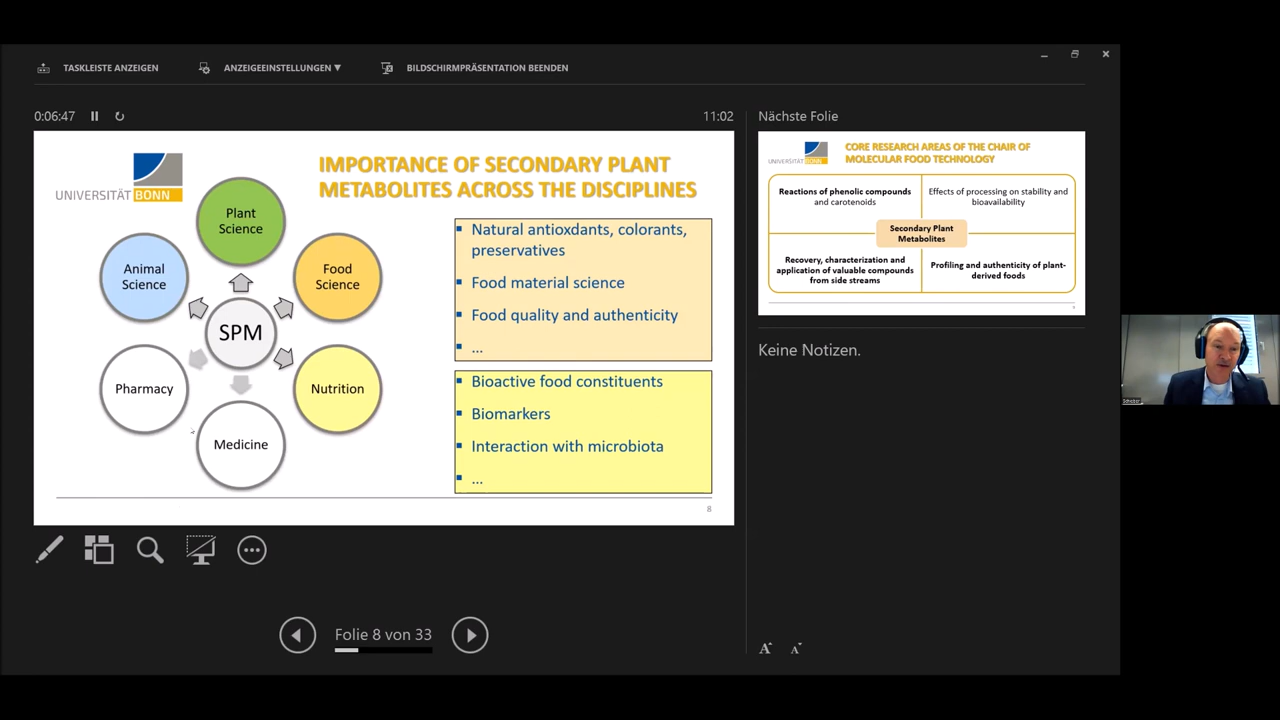 TASKLEISTE ANZEIGEN
ANZEIGEEINSTELLUNGEN ▼
BILDSCHIRMPRÄSENTATION BEENDEN
0:06:47
11:02
UNIVERSITÄT BONN
IMPORTANCE OF SECONDARY PLANT
METABOLITES ACROSS THE DISCIPLINES
Plant
Science
Animal
Science
Food
Science
SPM
Pharmacy
Nutrition
Medicine
Natural antioxdants, colorants,
preservatives
Food material science
Food quality and authenticity
...
Bioactive food constituents
Biomarkers
Interaction with microbiota
...
8
Nächste Folie
UNIVERSITÄT BONN
CORE RESEARCH AREAS OF THE CHAIR OF
MOLECULAR FOOD TECHNOLOGY
Reactions of phenolic compounds
and carotenoids
Effects of processing on stability and
bioavailability
Secondary Plant
Metabolites
Recovery, characterization and
application of valuable compounds
from side streams
Profiling and authenticity of plant-
derived foods
Keine Notizen.
Folie 8 von 33
A A